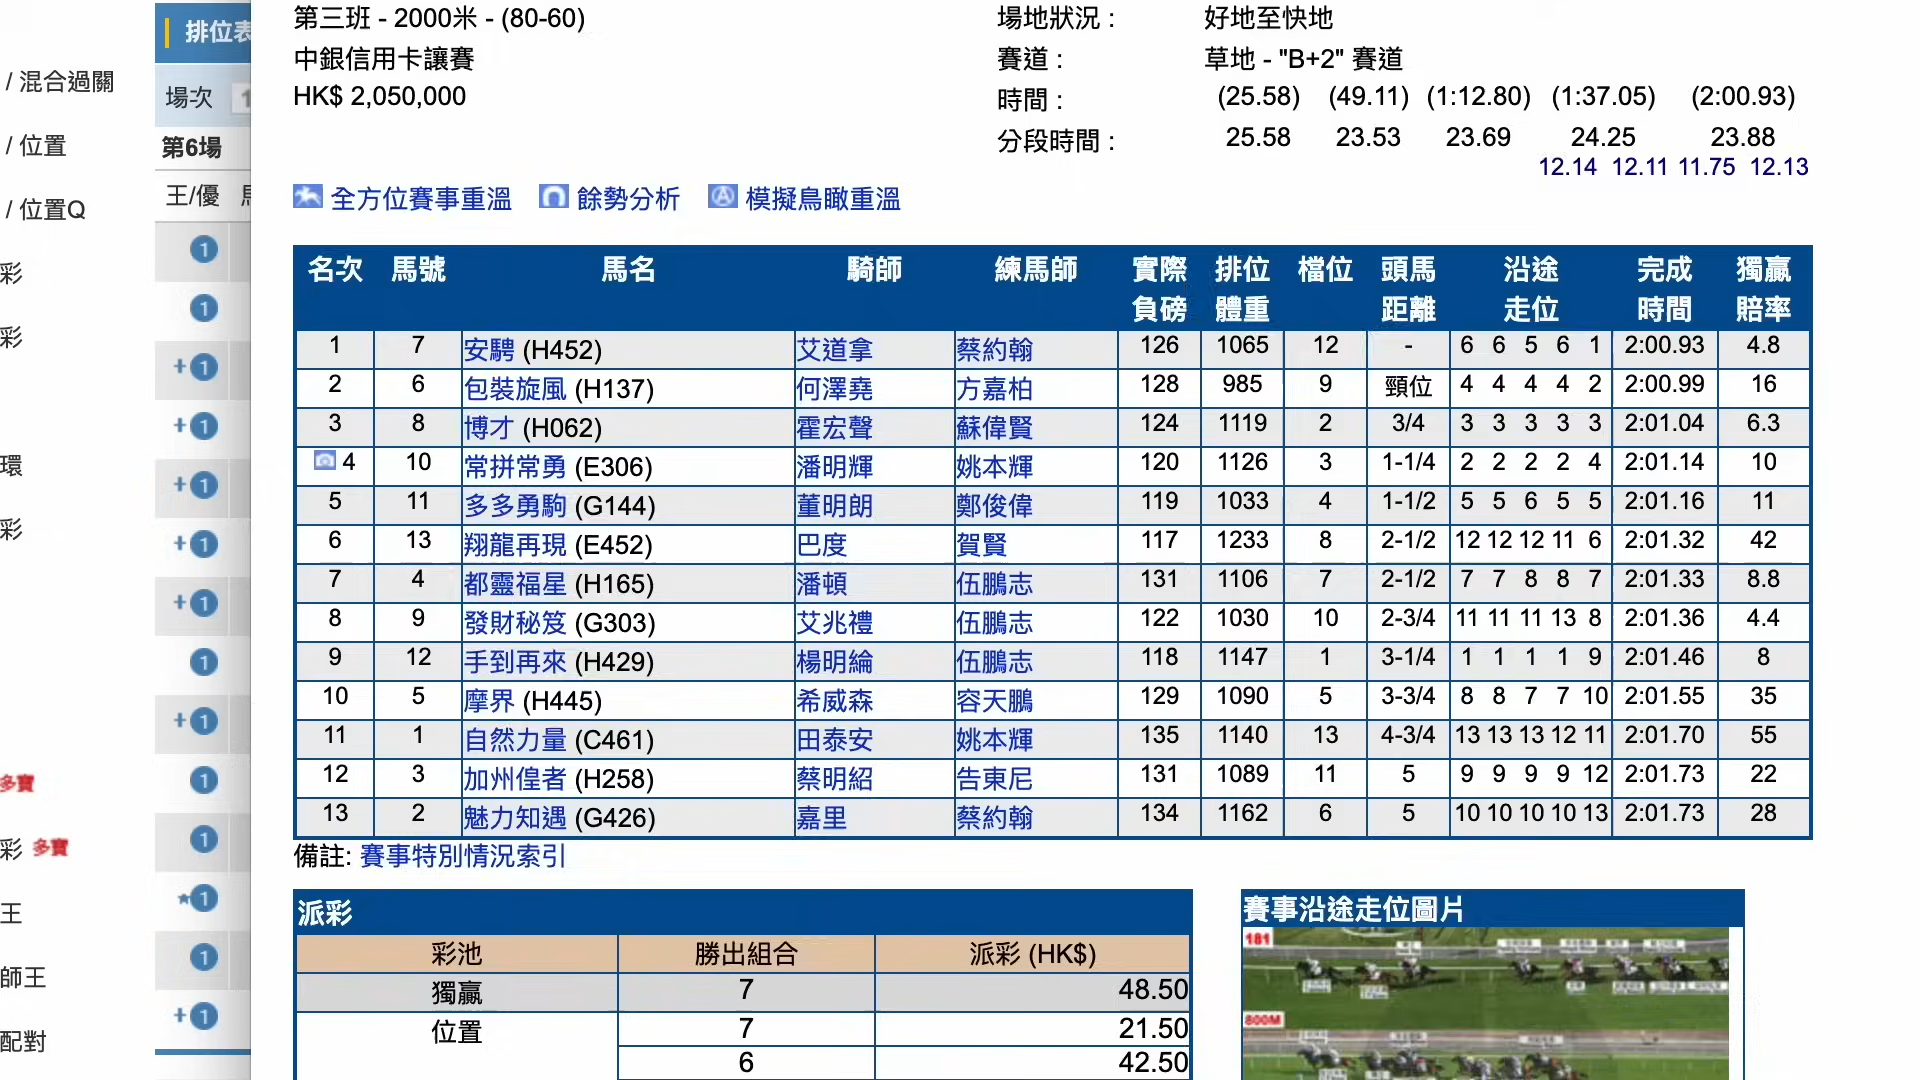 / 混合過關
/ 位置
/ 位置Q
彩
彩
環
彩
多寶
彩 多寶
王
師王
配對
排位表
場次 1
第6場
王/優
1
1
+ 1
+ 1
+ 1
+ 1
+ 1
1
+ 1
1
1
★ 1
1
+ 1
第三班 - 2000米 - (80-60)
中銀信用卡讓賽
HK$ 2,050,000
場地狀況 : 好地至快地
賽道 : 草地 - "B+2" 賽道
時間 : (25.58) (49.11) (1:12.80) (1:37.05) (2:00.93)
分段時間 : 25.58 23.53 23.69 24.25 23.88
12.14 12.11 11.75 12.13
全方位賽事重溫 餘勢分析 模擬鳥瞰重溫
名次 馬號 馬名 騎師 練馬師 實際負磅 排位體重 檔位 頭馬距離 沿途走位 完成時間 獨贏賠率
1 7 安騁 (H452) 艾道拿 蔡約翰 126 1065 12 - 6 6 5 6 1 2:00.93 4.8
2 6 包裝旋風 (H137) 何澤堯 方嘉柏 128 985 9 頸位 4 4 4 4 2 2:00.99 16
3 8 博才 (H062) 霍宏聲 蘇偉賢 124 1119 2 3/4 3 3 3 3 3 2:01.04 6.3
4 10 常拼常勇 (E306) 潘明輝 姚本輝 120 1126 3 1-1/4 2 2 2 2 4 2:01.14 10
5 11 多多勇駒 (G144) 董明朗 鄭俊偉 119 1033 4 1-1/2 5 5 6 5 5 2:01.16 11
6 13 翔龍再現 (E452) 巴度 賀賢 117 1233 8 2-1/2 12 12 12 11 6 2:01.32 42
7 4 都靈福星 (H165) 潘頓 伍鵬志 131 1106 7 2-1/2 7 7 8 8 7 2:01.33 8.8
8 9 發財秘笈 (G303) 艾兆禮 伍鵬志 122 1030 10 2-3/4 11 11 11 13 8 2:01.36 4.4
9 12 手到再來 (H429) 楊明綸 伍鵬志 118 1147 1 3-1/4 1 1 1 1 9 2:01.46 8
10 5 摩界 (H445) 希威森 容天鵬 129 1090 5 3-3/4 8 8 7 7 10 2:01.55 35
11 1 自然力量 (C461) 田泰安 姚本輝 135 1140 13 4-3/4 13 13 13 12 11 2:01.70 55
12 3 加州偟者 (H258) 蔡明紹 告東尼 131 1089 11 5 9 9 9 9 12 2:01.73 22
13 2 魅力知遇 (G426) 嘉里 蔡約翰 134 1162 6 5 10 10 10 10 13 2:01.73 28
備註: 賽事特別情況索引
派彩
彩池 勝出組合 派彩 (HK$)
獨贏 7 48.50
位置 7 21.50
6 42.50
賽事沿途走位圖片
181
800M